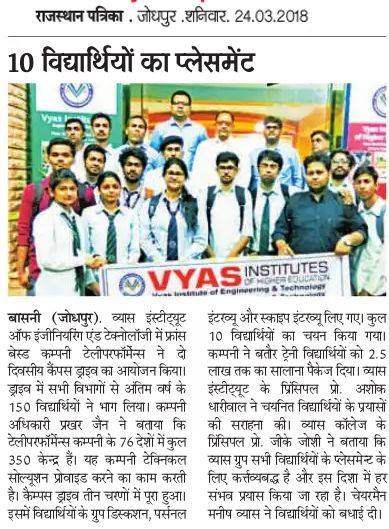 राजस्थान पत्रिका . जोधपुर .शनिवार. 24.03.2018
10 विद्यार्थियों का प्लेसमेंट
Vyas Instit
VYAS INSTITUTES
OF HIGHER EDUCATION
Vyas Institute of Engineering & Technology
बासनी (जोधपुर). व्यास इंस्टीट्यूट
ऑफ इंजीनियरिंग एंड टेक्नोलॉजी में फ्रांस
बेस्ड कम्पनी टेलीपरफॉर्मेन्स ने दो
दिवसीय कैंपस ड्राइव का आयोजन किया।
ड्राइव में सभी विभागों से अंतिम वर्ष के
150 विद्यार्थियों ने भाग लिया। कम्पनी
अधिकारी प्रखर जैन ने बताया कि
टेलीपरफॉर्मेन्स कम्पनी के 76 देशों में कुल
350 केन्द्र हैं। यह कम्पनी टेक्निकल
सोल्यूशन प्रोवाइड करने का काम करती
है। कैम्पस ड्राइव तीन चरणों में पूरा हुआ।
इसमें विद्यार्थियों के ग्रुप डिस्कशन, पर्सनल
इंटरव्यू और स्काइप इंटरव्यू लिए गए। कुल
10 विद्यार्थियों का चयन किया गया।
कम्पनी ने बतौर ट्रेनी विद्यार्थियों को 2.5
लाख तक का सालाना पैकेज दिया। व्यास
इंस्टीट्यूट के प्रिंसिपल प्रो. अशोक
धारीवाल ने चयनित विद्यार्थियों के प्रयासों
की सराहना की। व्यास कॉलेज के
प्रिंसिपल प्रो. जीके जोशी ने बताया कि
व्यास ग्रुप सभी विद्यार्थियों के प्लेसमेन्ट के
लिए कर्त्तव्यबद्ध है और इस दिशा में हर
संभव प्रयास किया जा रहा है। चेयरमैन
मनीष व्यास ने विद्यार्थियों को बधाई दी।